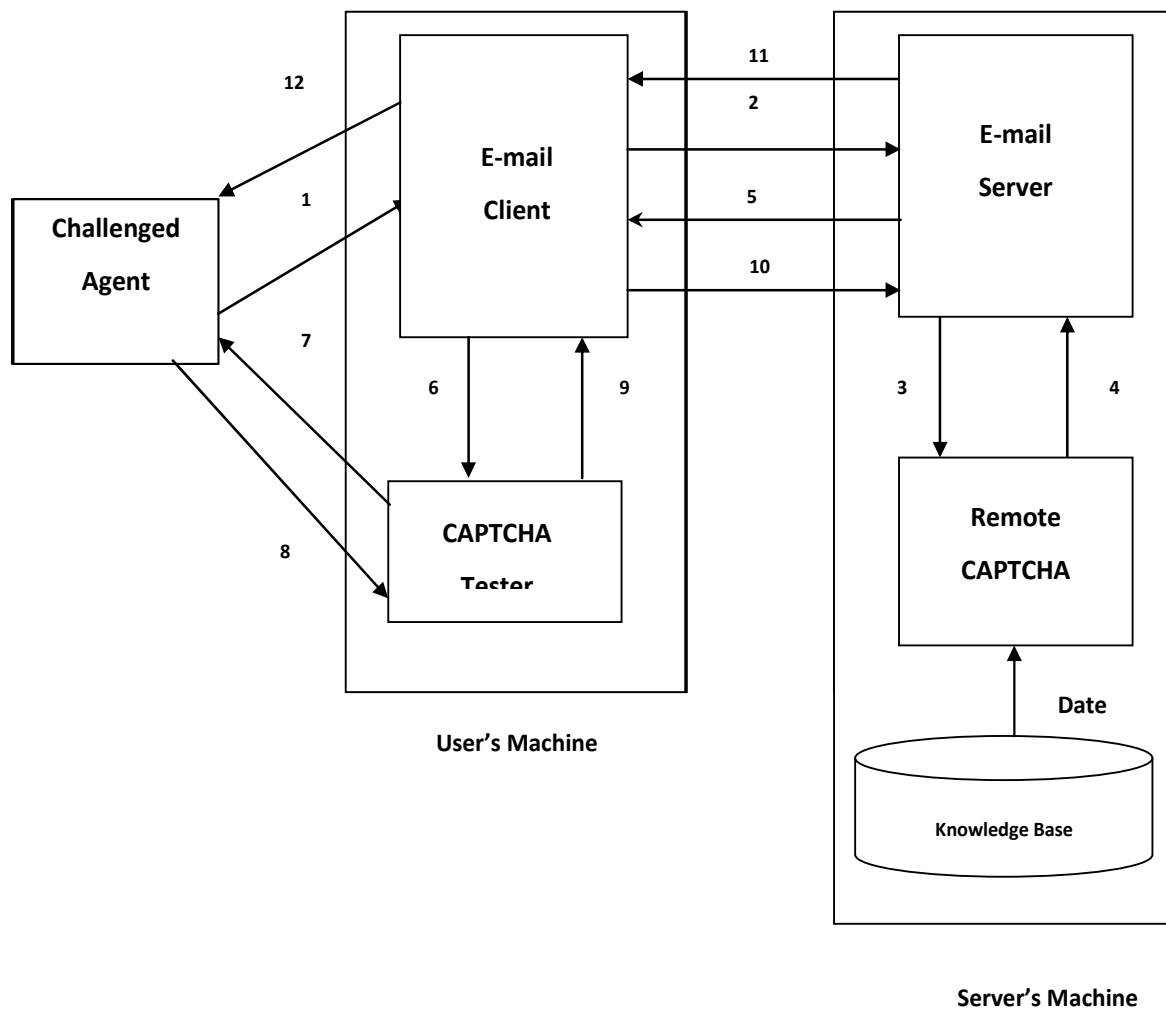 11
12
2
E-mail
Client
E-mail
Server
1
5
Challenged
Agent
10
7
6
9
3
4
CAPTCHA
Tester
8
Remote
CAPTCHA
Date
User’s Machine
Knowledge Base
Server’s Machine